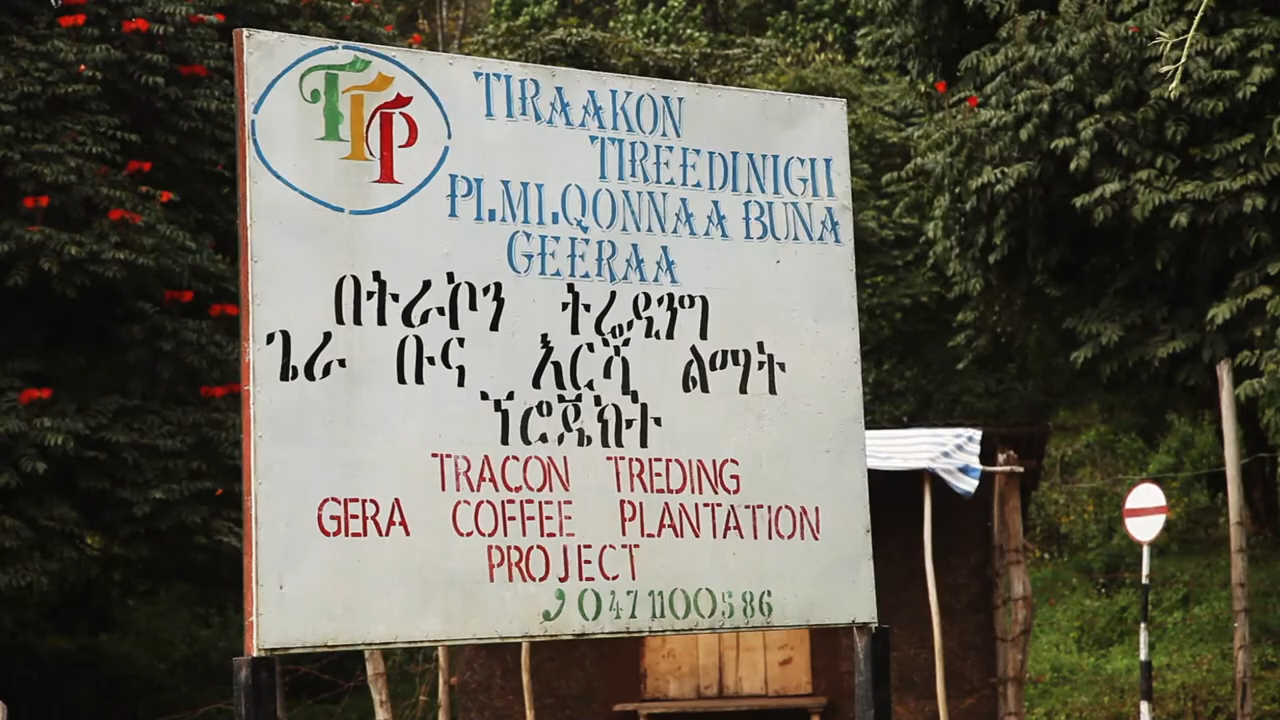 TTP
TIRAAKON
TIREEDINIGII
PI.MI.QONNAA BUNA
GEERAA
በትራኮን ትሬዲንግ
ጌራ ቡና እርሻ ልማት
ፕሮጄክት
TRACON TREDING
GERA COFFEE PLANTATION
PROJECT
0471100586